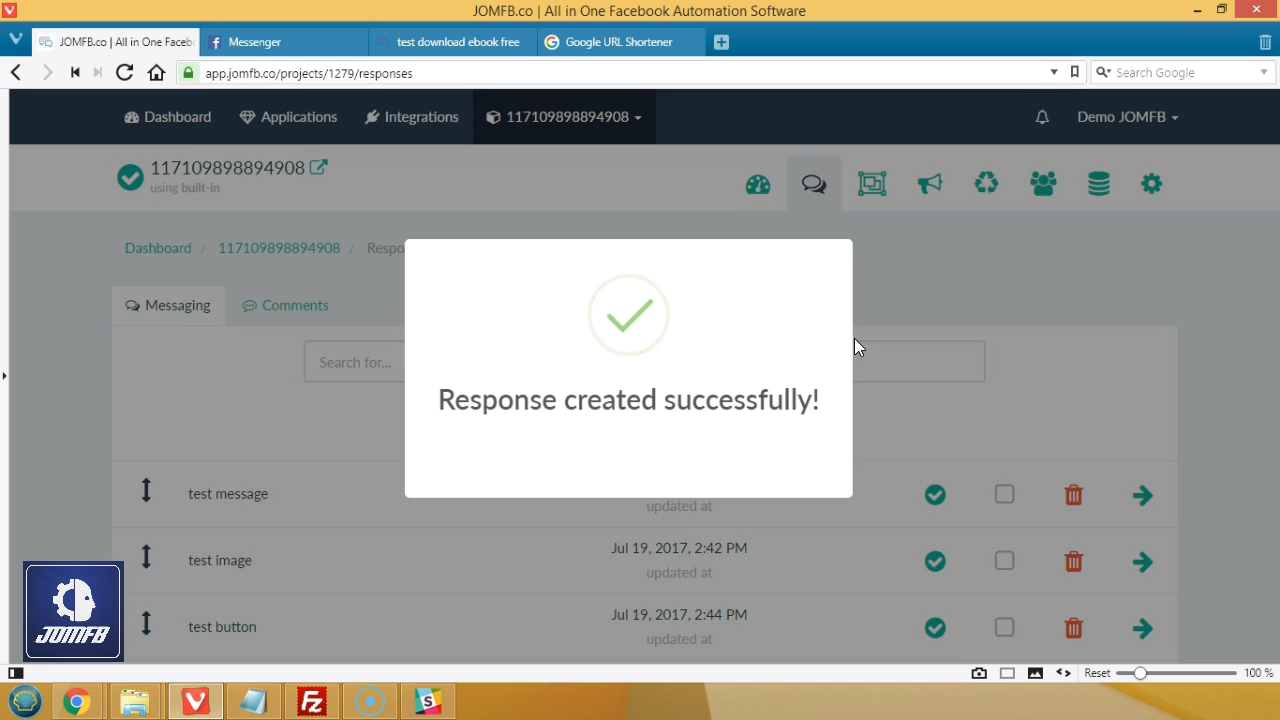 JOMFB.co | All in One Facebook Automation Software
JOMFB.co | All in One Faceb
Messenger
test download ebook free
Google URL Shortener
app.jomfb.co/projects/1279/responses
Search Google
Dashboard
Applications
Integrations
117109898894908
Demo JOMFB
117109898894908
using built-in
Dashboard / 117109898894908 / Respo
Messaging
Comments
Search for...
Response created successfully!
test message
updated at
test image
Jul 19, 2017, 2:42 PM
updated at
test button
Jul 19, 2017, 2:44 PM
updated at
JOMFB
Reset
100 %